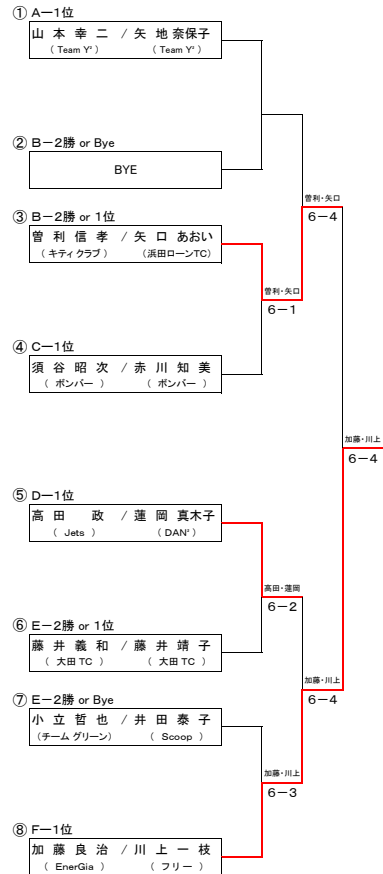 ① A－1位
山 本 幸 二 / 矢 地 奈保子
( Team Y² ) ( Team Y² )
② B－2勝 or Bye
BYE
曽利・矢口
6－4
③ B－2勝 or 1位
曽 利 信 孝 / 矢 口 あおい
( キティ クラブ ) (浜田ローンTC)
曽利・矢口
6－1
④ C－1位
須 谷 昭 次 / 赤 川 知 美
( ボンバー ) ( ボンバー )
加藤・川上
6－4
⑤ D－1位
高 田 政 / 蓮 岡 真木子
( Jets ) ( DAN² )
高田・蓮岡
6－2
⑥ E－2勝 or 1位
藤 井 義 和 / 藤 井 靖 子
( 大田 TC ) ( 大田 TC )
加藤・川上
6－4
⑦ E－2勝 or Bye
小 立 哲 也 / 井 田 泰 子
(チーム グリーン) ( Scoop )
加藤・川上
6－3
⑧ F－1位
加 藤 良 治 / 川 上 一 枝
( EnerGia ) ( フリー )